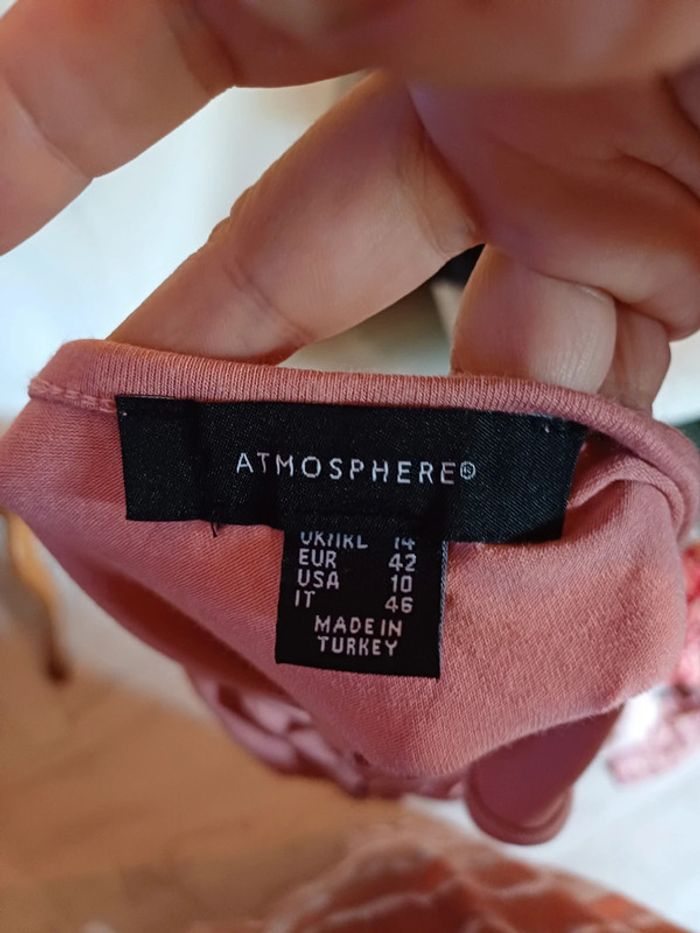 ATMOSPHERE®
UK/IRL 14
EUR 42
USA 10
IT 46
MADE IN
TURKEY